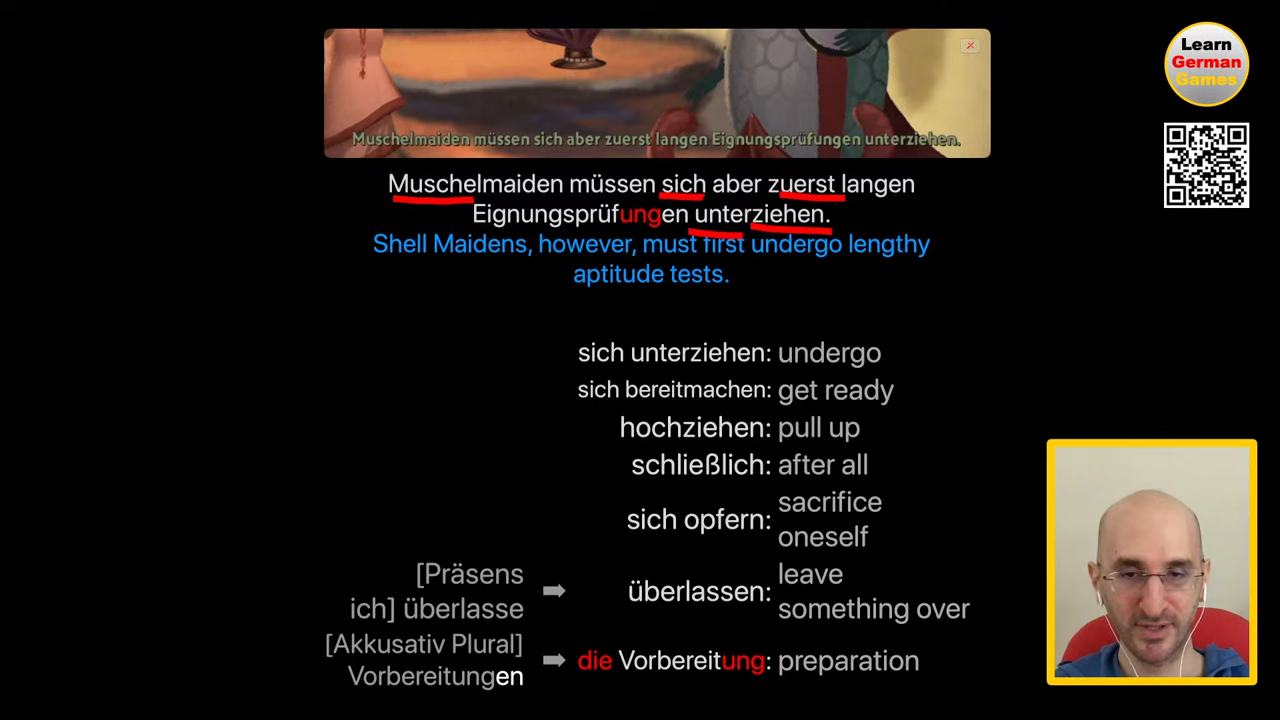 Learn
German
Games
Muschelmaiden müssen sich aber zuerst langen Eignungsprüfungen unterziehen.
Muschelmaiden müssen sich aber zuerst langen
Eignungsprüfungen unterziehen.
Shell Maidens, however, must first undergo lengthy
aptitude tests.
sich unterziehen: undergo
sich bereitmachen: get ready
hochziehen: pull up
schließlich: after all
sich opfern: sacrifice
oneself
[Präsens
ich] überlasse ➡ überlassen: leave
something over
[Akkusativ Plural]
Vorbereitungen ➡ die Vorbereitung: preparation